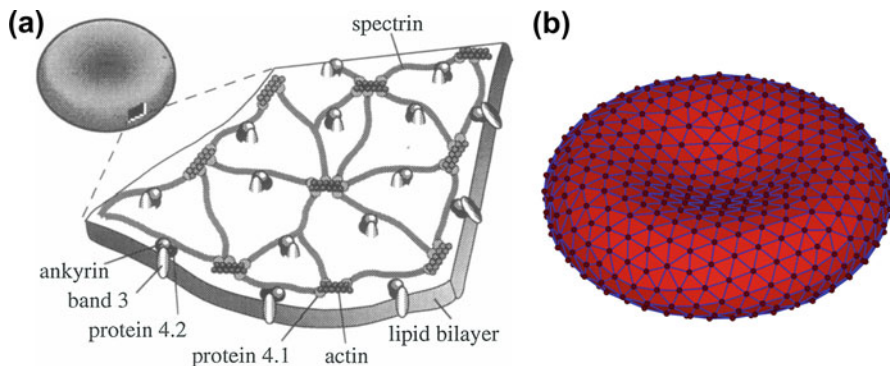 (a)
spectrin
(b)
ankyrin
band 3
protein 4.2
protein 4.1
actin
lipid bilayer